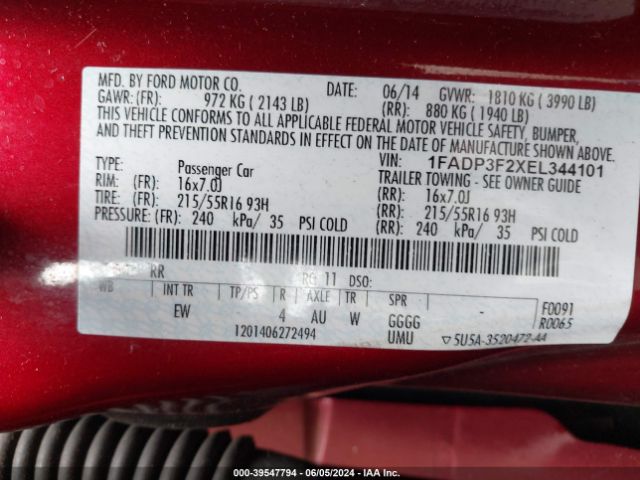 MFD. BY FORD MOTOR CO. DATE: 06/14 GVWR: 1810 KG ( 3990 LB)
GAWR: (FR): 972 KG ( 2143 LB) (RR): 880 KG ( 1940 LB)
THIS VEHICLE CONFORMS TO ALL APPLICABLE FEDERAL MOTOR VEHICLE SAFETY, BUMPER,
AND THEFT PREVENTION STANDARDS IN EFFECT ON THE DATE OF MANUFACTURE SHOWN ABOVE.
VIN: 1FADP3F2XEL344101
TYPE: Passenger Car TRAILER TOWING - SEE OWNER GUIDE
RIM: (FR): 16x7.0J (RR): 16x7.0J
TIRE: (FR): 215/55R16 93H (RR): 215/55R16 93H
PRESSURE: (FR): 240 kPa/ 35 PSI COLD (RR): 240 kPa/ 35 PSI COLD
RR RC: 11 DSO:
WB INT TR TP/PS R AXLE TR SPR F0091
EW - 4 AU W GGGG - R0065
1201406272494 UMU ▽ 5U5A-3520472-AA
000-39547794 - 06/05/2024 - IAA Inc.